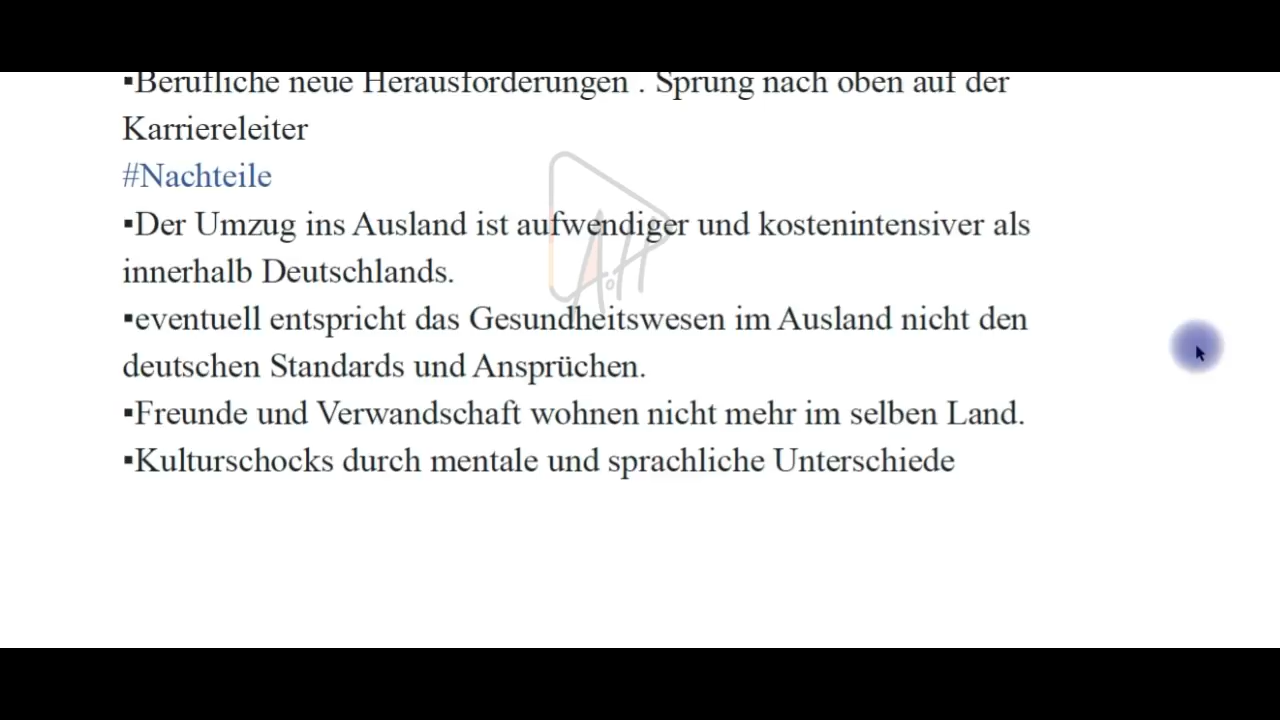 ▪Berufliche neue Herausforderungen . Sprung nach oben auf der
Karriereleiter
#Nachteile
▪Der Umzug ins Ausland ist aufwendiger und kostenintensiver als
innerhalb Deutschlands.
▪eventuell entspricht das Gesundheitswesen im Ausland nicht den
deutschen Standards und Ansprüchen.
▪Freunde und Verwandschaft wohnen nicht mehr im selben Land.
▪Kulturschocks durch mentale und sprachliche Unterschiede